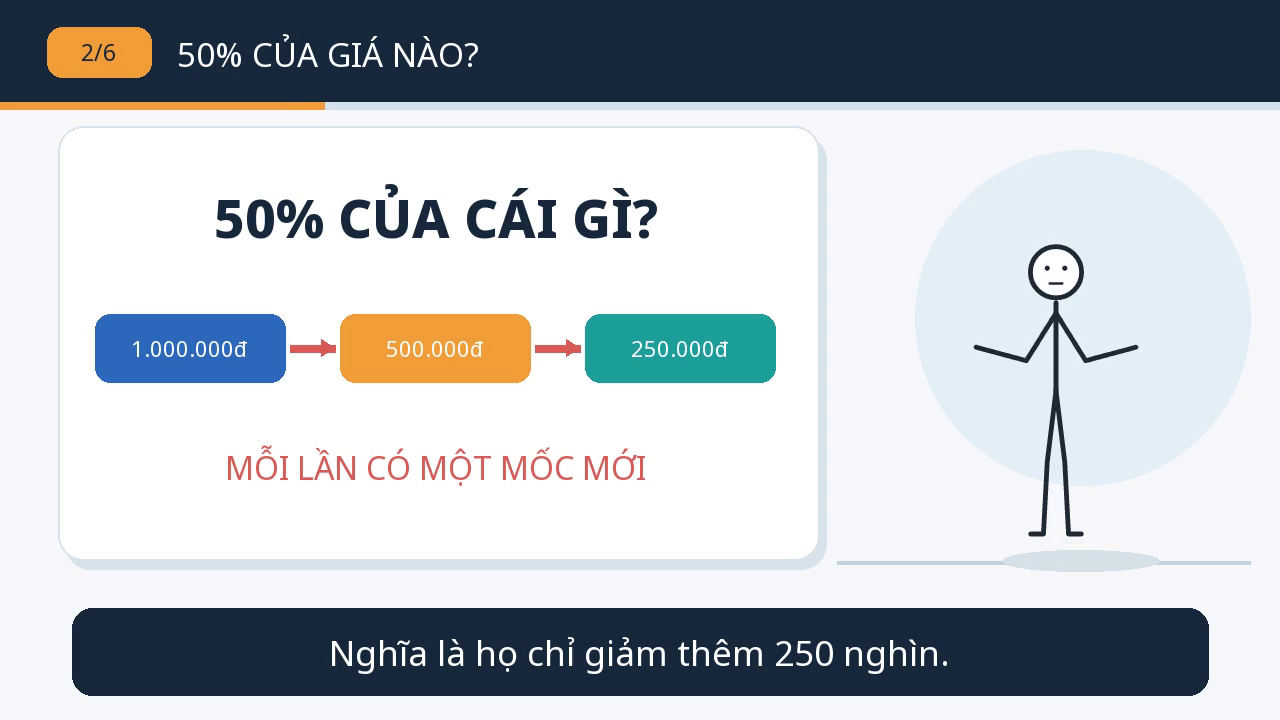 2/6
50% CỦA GIÁ NÀO?
50% CỦA CÁI GÌ?
1.000.000đ
500.000đ
250.000đ
MỖI LẦN CÓ MỘT MỐC MỚI
Nghĩa là họ chỉ giảm thêm 250 nghìn.